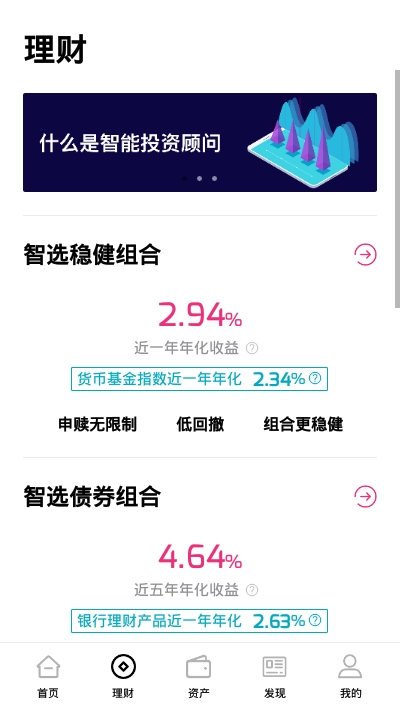 理财
什么是智能投资顾问
智选稳健组合
2.94%
近一年年化收益 ?
货币基金指数近一年年化 2.34% ?
申赎无限制 低回撤 组合更稳健
智选债券组合
4.64%
近五年年化收益 ?
银行理财产品近一年年化 2.63% ?
首页 理财 资产 发现 我的